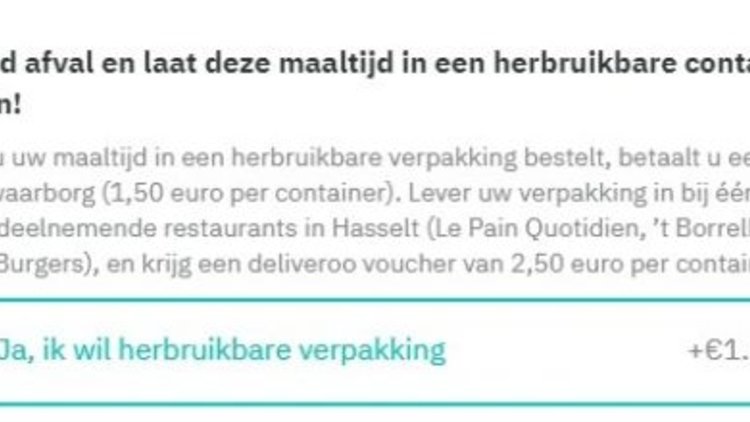 d afval en laat deze maaltijd in een herbruikbare conta
n!
u uw maaltijd in een herbruikbare verpakking bestelt, betaalt u ee
waarborg (1,50 euro per container). Lever uw verpakking in bij één
deelnemende restaurants in Hasselt (Le Pain Quotidien, 't Borrell
Burgers), en krijg een deliveroo voucher van 2,50 euro per contain
Ja, ik wil herbruikbare verpakking +€1.